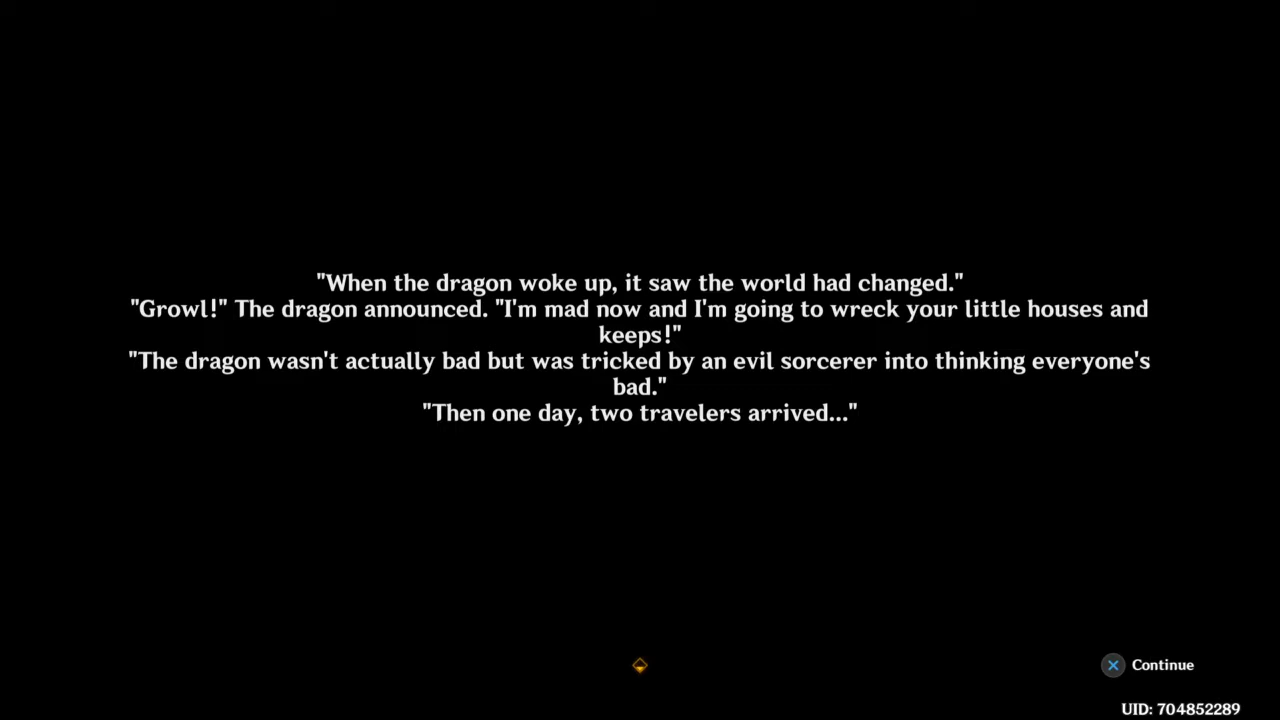 "When the dragon woke up, it saw the world had changed."
"Growl!" The dragon announced. "I'm mad now and I'm going to wreck your little houses and
keeps!"
"The dragon wasn't actually bad but was tricked by an evil sorcerer into thinking everyone's
bad."
"Then one day, two travelers arrived..."
Continue
UID: 704852289